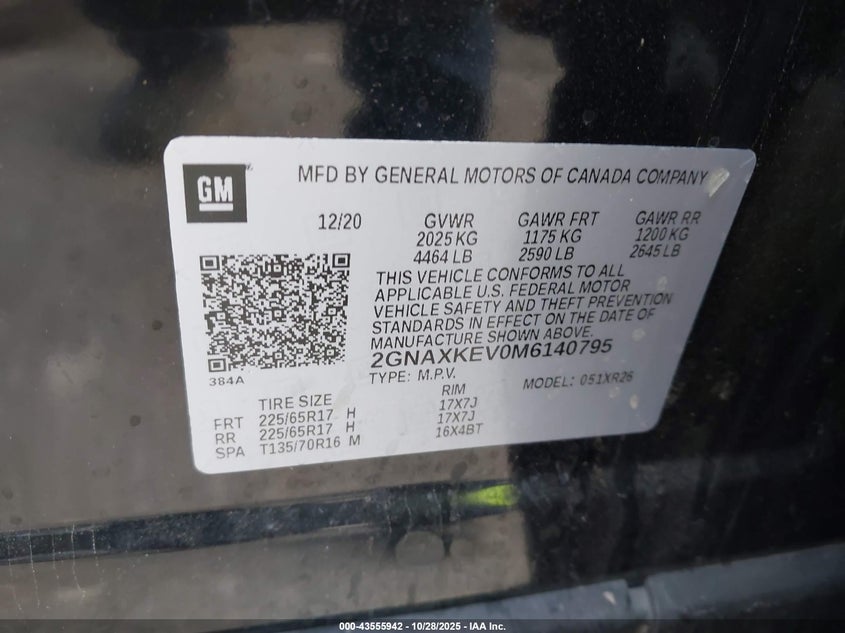 GM
MFD BY GENERAL MOTORS OF CANADA COMPANY
12/20 GVWR GAWR FRT GAWR RR
2025 KG 1175 KG 1200 KG
4464 LB 2590 LB 2645 LB
THIS VEHICLE CONFORMS TO ALL
APPLICABLE U.S. FEDERAL MOTOR
VEHICLE SAFETY AND THEFT PREVENTION
STANDARDS IN EFFECT ON THE DATE OF
MANUFACTURE SHOWN ABOVE.
2GNAXKEV0M6140795
384A TYPE: M.P.V. MODEL: 051XR26
TIRE SIZE RIM
FRT 225/65R17 H 17X7J
RR 225/65R17 H 17X7J
SPA T135/70R16 M 16X4BT
000-43555942 - 10/28/2025 - IAA Inc.